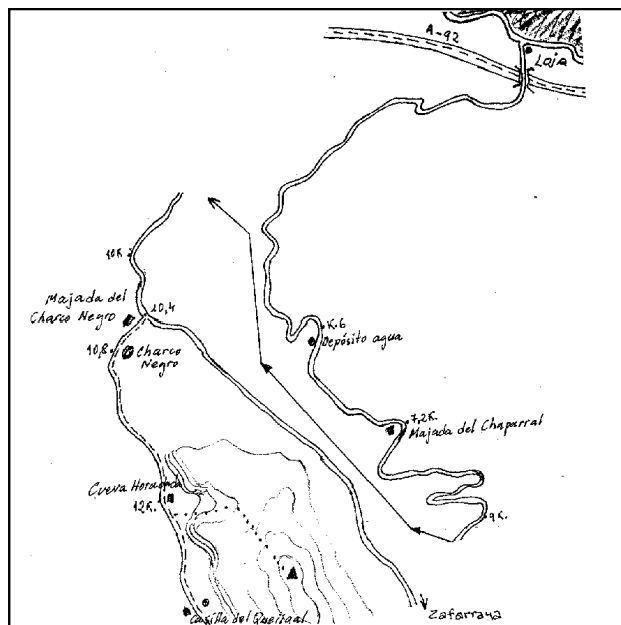 A-92
Loja
10K
Majada del
Charco Negro
10,4
10,8
Charco
Negro
K.6
Depósito agua
7,2K.
Majada del Chaparral
Cueva Horadada
12K.
9K.
Casilla del Quejigal
Zafarraya